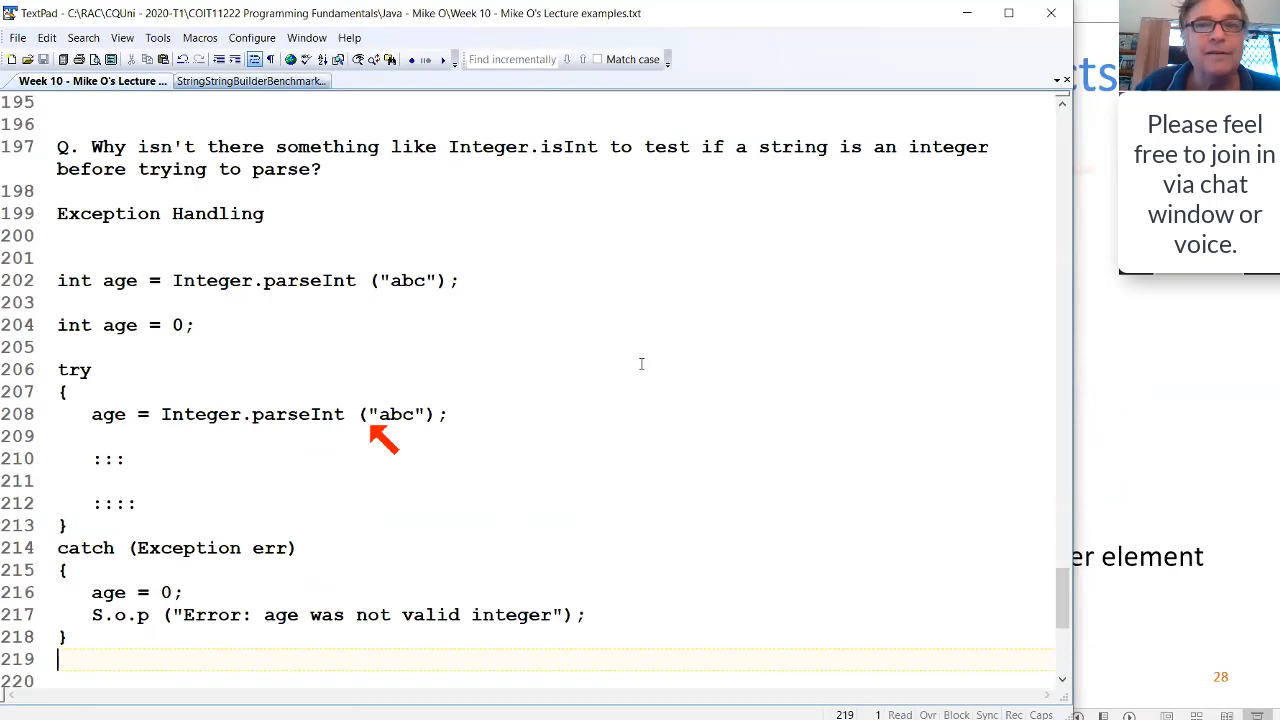 TextPad - C:\RAC\CQUni - 2020-T1\COIT11222 Programming Fundamentals\Java - Mike O\Week 10 - Mike O's Lecture examples.txt
File Edit Search View Tools Macros Configure Window Help
Find incrementally Match case
Week 10 - Mike O's Lecture ... StringStringBuilderBenchmark...
195
196
197 Q. Why isn't there something like Integer.isInt to test if a string is an integer
before trying to parse?
198
199 Exception Handling
200
201
202 int age = Integer.parseInt ("abc");
203
204 int age = 0;
205
206 try
207 {
208 age = Integer.parseInt ("abc");
209
210 :::
211
212 ::::
213 }
214 catch (Exception err)
215 {
216 age = 0;
217 S.o.p ("Error: age was not valid integer");
218 }
219
220
219 1 Read Ovr Block Sync Rec Caps
cts
Please feel
free to join in
via chat
window or
voice.
er element
28